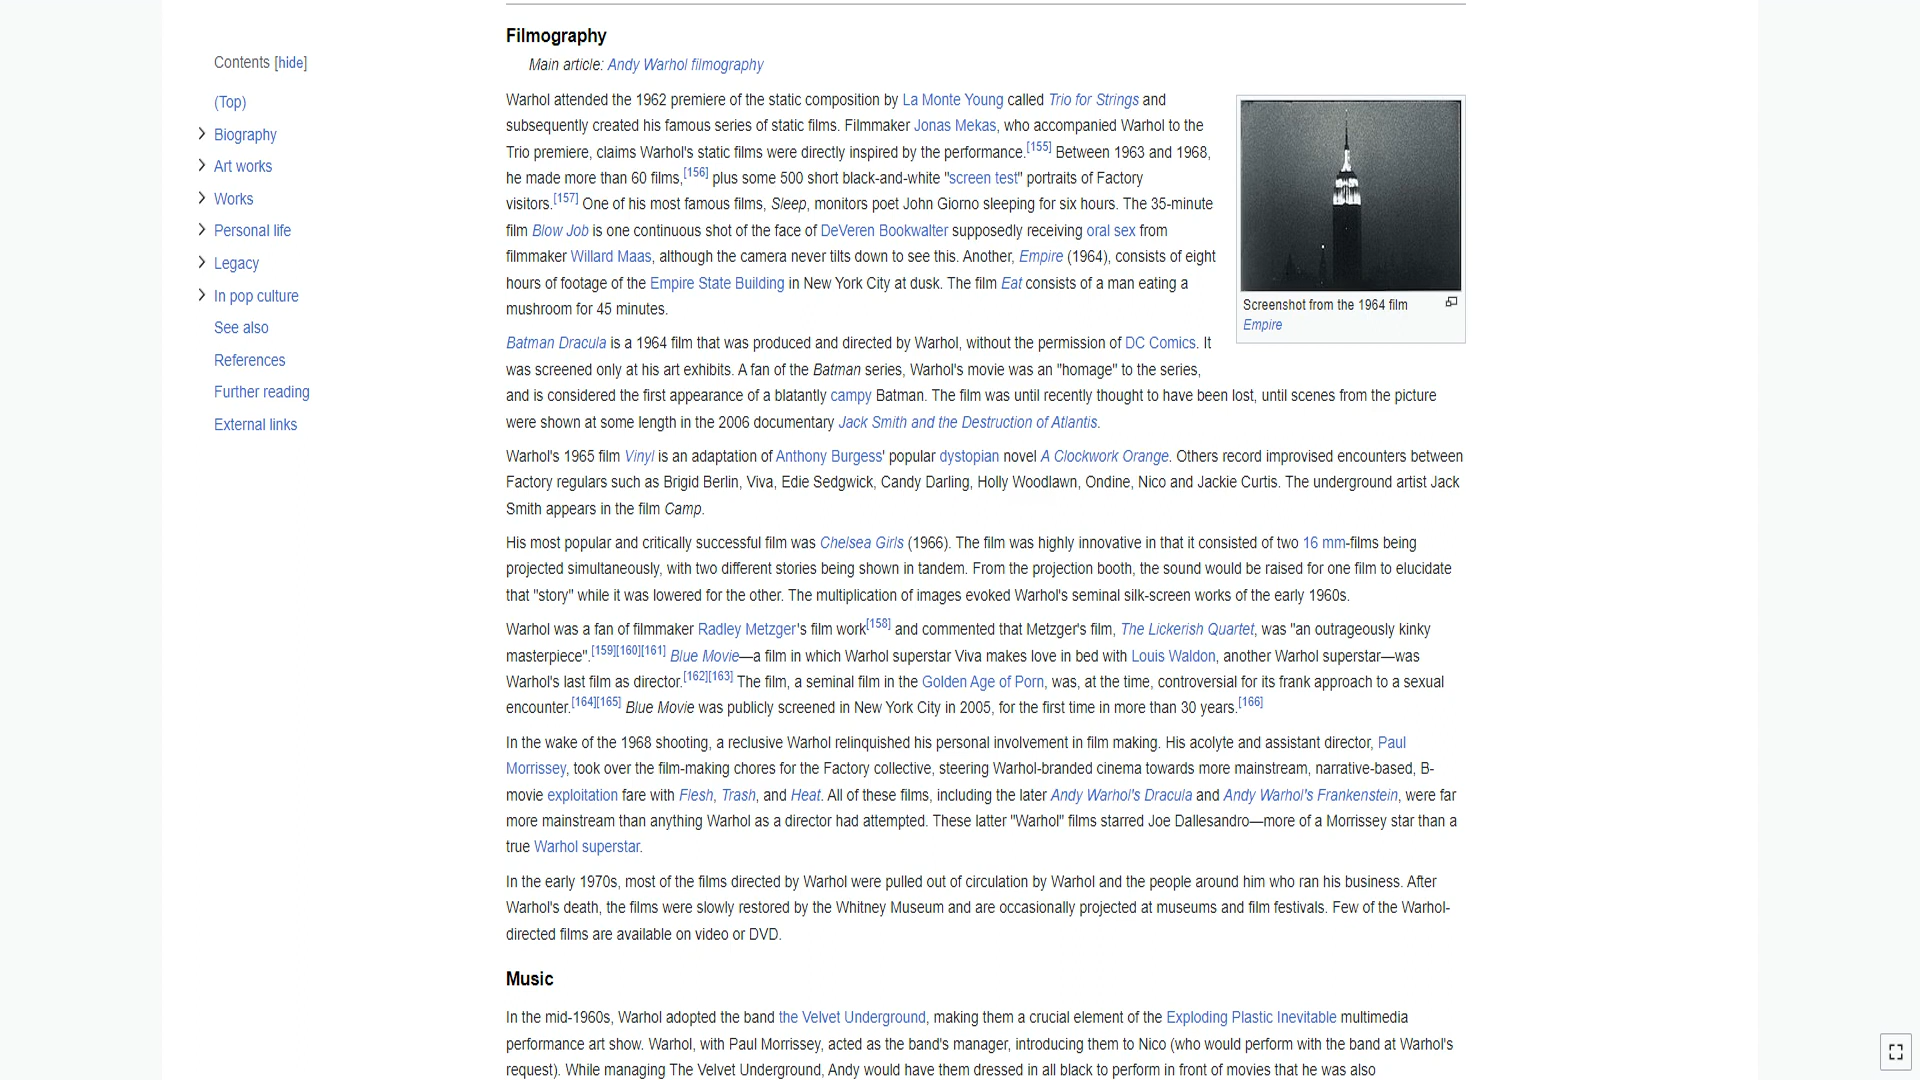 Contents [hide]
(Top)
Biography
Art works
Works
Personal life
Legacy
In pop culture
See also
References
Further reading
External links
Filmography
Main article: Andy Warhol filmography
Warhol attended the 1962 premiere of the static composition by La Monte Young called Trio for Strings and
subsequently created his famous series of static films. Filmmaker Jonas Mekas, who accompanied Warhol to the
Trio premiere, claims Warhol's static films were directly inspired by the performance.[155] Between 1963 and 1968,
he made more than 60 films,[156] plus some 500 short black-and-white "screen test" portraits of Factory
visitors.[157] One of his most famous films, Sleep, monitors poet John Giorno sleeping for six hours. The 35-minute
film Blow Job is one continuous shot of the face of DeVeren Bookwalter supposedly receiving oral sex from
filmmaker Willard Maas, although the camera never tilts down to see this. Another, Empire (1964), consists of eight
hours of footage of the Empire State Building in New York City at dusk. The film Eat consists of a man eating a
mushroom for 45 minutes.
Screenshot from the 1964 film
Empire
Batman Dracula is a 1964 film that was produced and directed by Warhol, without the permission of DC Comics. It
was screened only at his art exhibits. A fan of the Batman series, Warhol's movie was an "homage" to the series,
and is considered the first appearance of a blatantly campy Batman. The film was until recently thought to have been lost, until scenes from the picture
were shown at some length in the 2006 documentary Jack Smith and the Destruction of Atlantis.
Warhol's 1965 film Vinyl is an adaptation of Anthony Burgess' popular dystopian novel A Clockwork Orange. Others record improvised encounters between
Factory regulars such as Brigid Berlin, Viva, Edie Sedgwick, Candy Darling, Holly Woodlawn, Ondine, Nico and Jackie Curtis. The underground artist Jack
Smith appears in the film Camp.
His most popular and critically successful film was Chelsea Girls (1966). The film was highly innovative in that it consisted of two 16 mm-films being
projected simultaneously, with two different stories being shown in tandem. From the projection booth, the sound would be raised for one film to elucidate
that "story" while it was lowered for the other. The multiplication of images evoked Warhol's seminal silk-screen works of the early 1960s.
Warhol was a fan of filmmaker Radley Metzger's film work[158] and commented that Metzger's film, The Lickerish Quartet, was "an outrageously kinky
masterpiece".[159][160][161] Blue Movie—a film in which Warhol superstar Viva makes love in bed with Louis Waldon, another Warhol superstar—was
Warhol's last film as director.[162][163] The film, a seminal film in the Golden Age of Porn, was, at the time, controversial for its frank approach to a sexual
encounter.[164][165] Blue Movie was publicly screened in New York City in 2005, for the first time in more than 30 years.[166]
In the wake of the 1968 shooting, a reclusive Warhol relinquished his personal involvement in film making. His acolyte and assistant director, Paul
Morrissey, took over the film-making chores for the Factory collective, steering Warhol-branded cinema towards more mainstream, narrative-based, B-
movie exploitation fare with Flesh, Trash, and Heat. All of these films, including the later Andy Warhol's Dracula and Andy Warhol's Frankenstein, were far
more mainstream than anything Warhol as a director had attempted. These latter "Warhol" films starred Joe Dallesandro—more of a Morrissey star than a
true Warhol superstar.
In the early 1970s, most of the films directed by Warhol were pulled out of circulation by Warhol and the people around him who ran his business. After
Warhol's death, the films were slowly restored by the Whitney Museum and are occasionally projected at museums and film festivals. Few of the Warhol-
directed films are available on video or DVD.
Music
In the mid-1960s, Warhol adopted the band the Velvet Underground, making them a crucial element of the Exploding Plastic Inevitable multimedia
performance art show. Warhol, with Paul Morrissey, acted as the band's manager, introducing them to Nico (who would perform with the band at Warhol's
request). While managing The Velvet Underground, Andy would have them dressed in all black to perform in front of movies that he was also